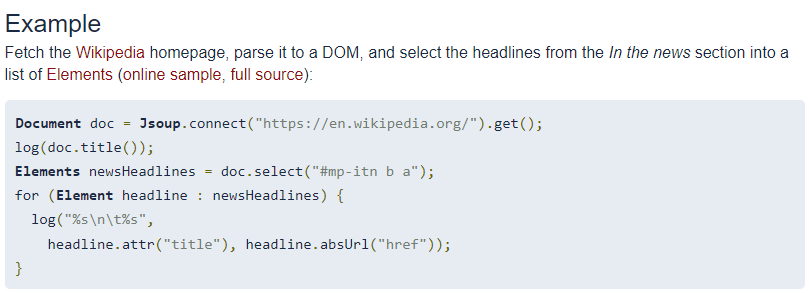 Example
Fetch the Wikipedia homepage, parse it to a DOM, and select the headlines from the In the news section into a
list of Elements (online sample, full source):
Document doc = Jsoup.connect("https://en.wikipedia.org/").get();
log(doc.title());
Elements newsHeadlines = doc.select("#mp-itn b a");
for (Element headline : newsHeadlines) {
  log("%s\n\t%s",
    headline.attr("title"), headline.absUrl("href"));
}